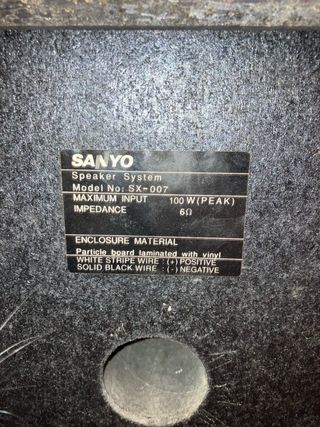 SANYO
Speaker System
Model No: SX-007
MAXIMUM INPUT 100 W (PEAK)
IMPEDANCE 6Ω
ENCLOSURE MATERIAL
Particle board laminated with vinyl
WHITE STRIPE WIRE : (+) POSITIVE
SOLID BLACK WIRE : (-) NEGATIVE